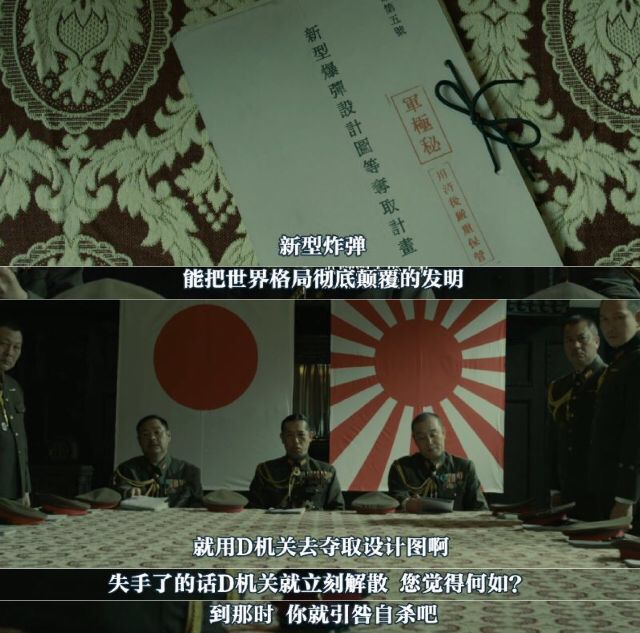 第五號
新型爆彈設計圖等奪取計畫
軍極秘
新型炸弹
能把世界格局彻底颠覆的发明
就用D机关去夺取设计图啊
失手了的话D机关就立刻解散 您觉得何如?
到那时 你就引咎自杀吧